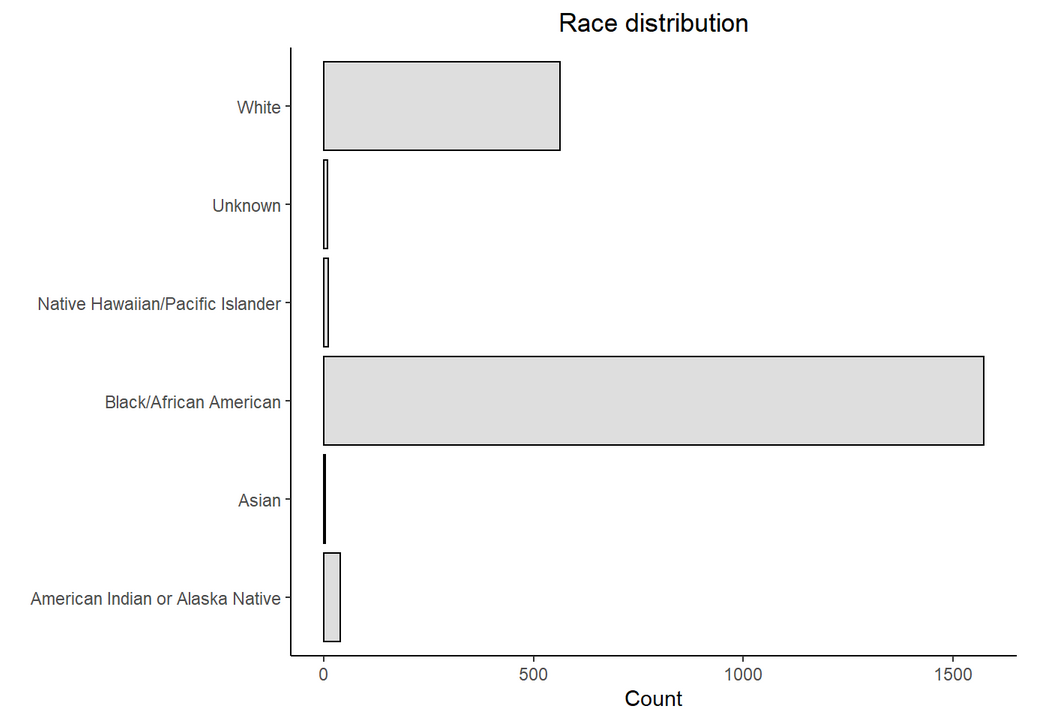 Race distribution
White
Unknown
Native Hawaiian/Pacific Islander
Black/African American
Asian
American Indian or Alaska Native
0 500 1000 1500
Count